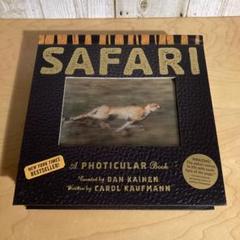 SAFARI
A PHOTICULAR Book
NEW YORK TIMES
BESTSELLER!
Created by DAN KAINEN
Written by CAROL KAUFMANN